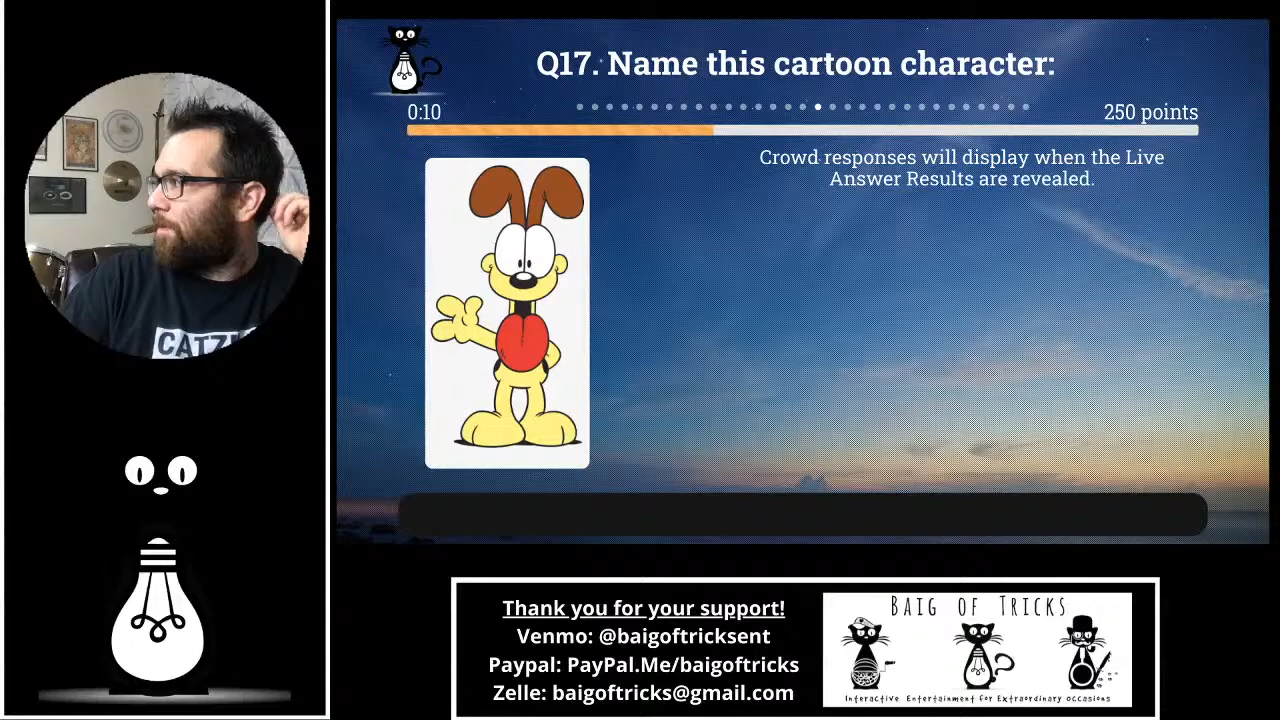 Q17. Name this cartoon character:
0:10
250 points
Crowd responses will display when the Live
Answer Results are revealed.
Thank you for your support!
Venmo: @baigoftricksent
Paypal: PayPal.Me/baigoftricks
Zelle: baigoftricks@gmail.com
BAIG OF TRICKS
Interactive Entertainment for Extraordinary occasions